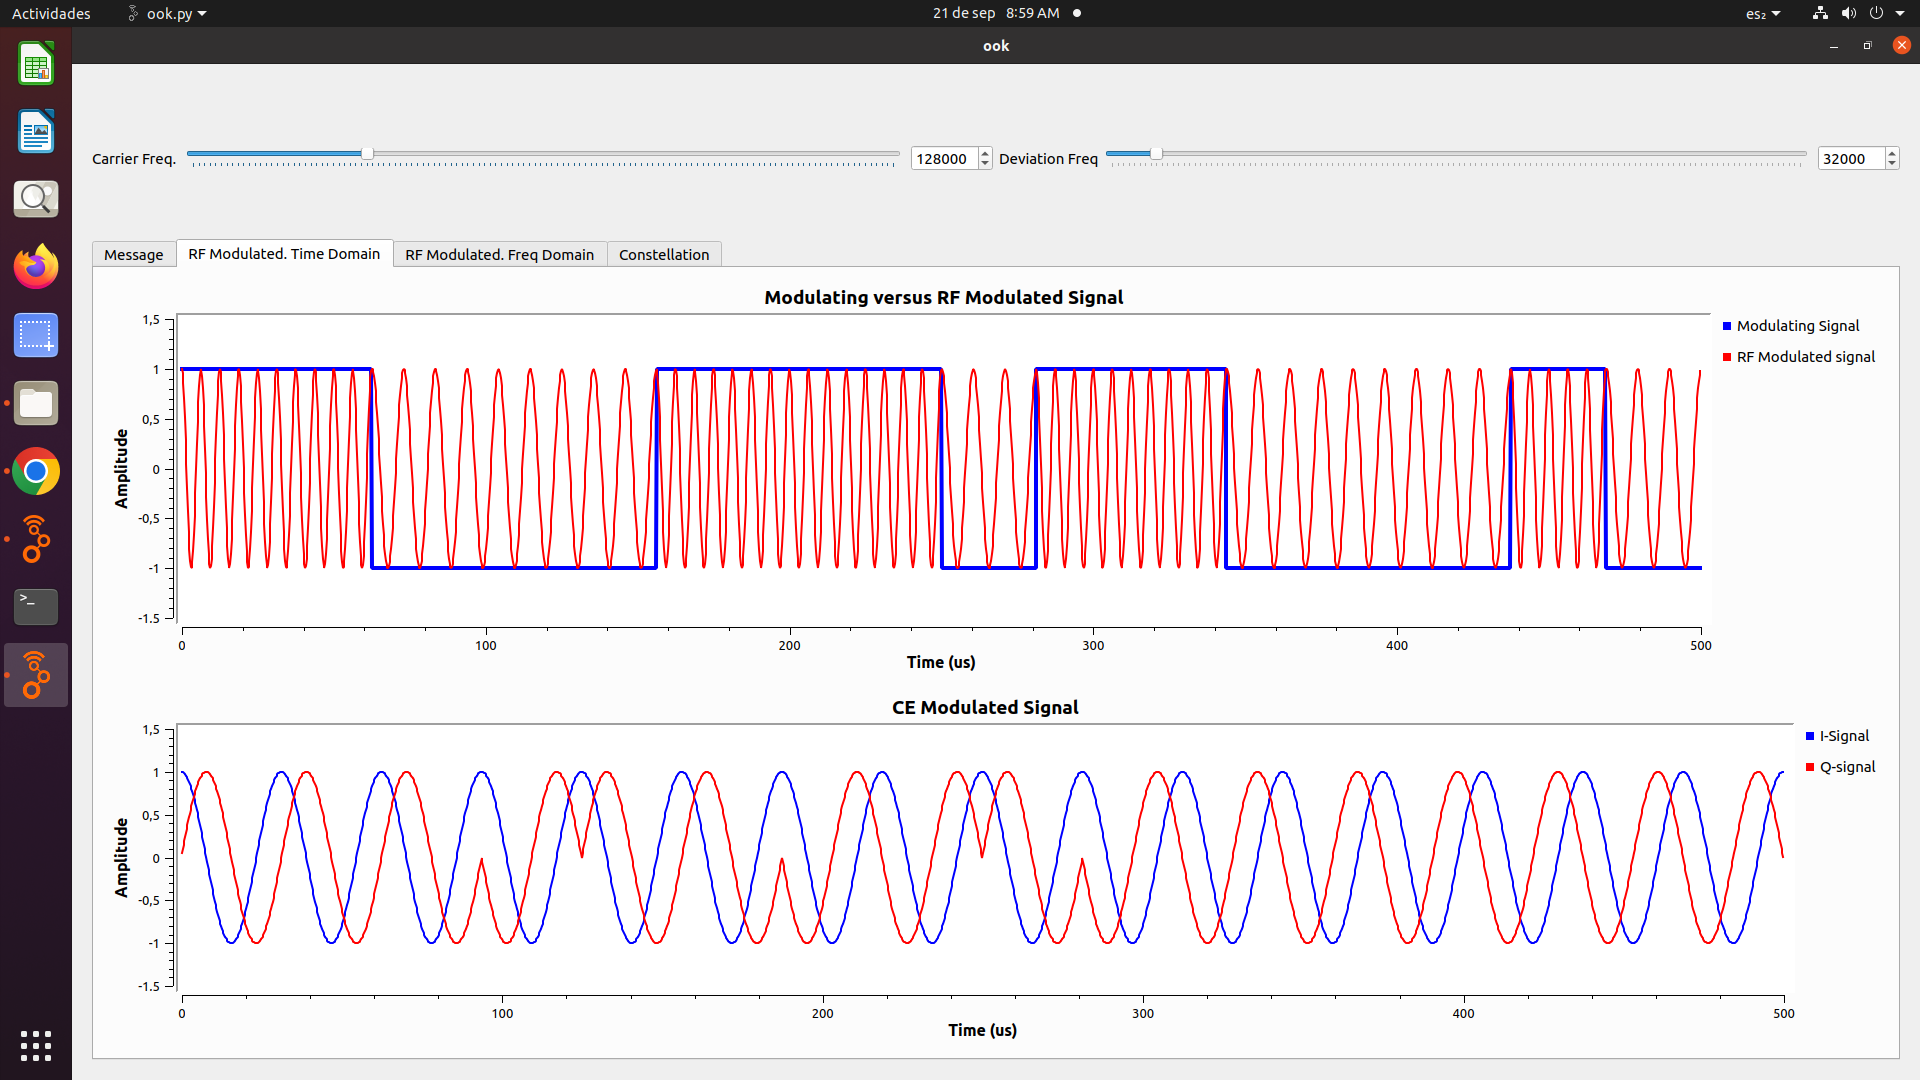 Actividades ook.py 21 de sep 8:59 AM es₂
ook
Carrier Freq. 128000 Deviation Freq 32000
Message RF Modulated. Time Domain RF Modulated. Freq Domain Constellation
Modulating versus RF Modulated Signal
1,5
1
0,5
0
-0,5
-1
-1.5
Amplitude
Modulating Signal
RF Modulated signal
0 100 200 300 400 500
Time (us)
CE Modulated Signal
1,5
1
0,5
0
-0,5
-1
-1.5
Amplitude
I-Signal
Q-signal
0 100 200 300 400 500
Time (us)